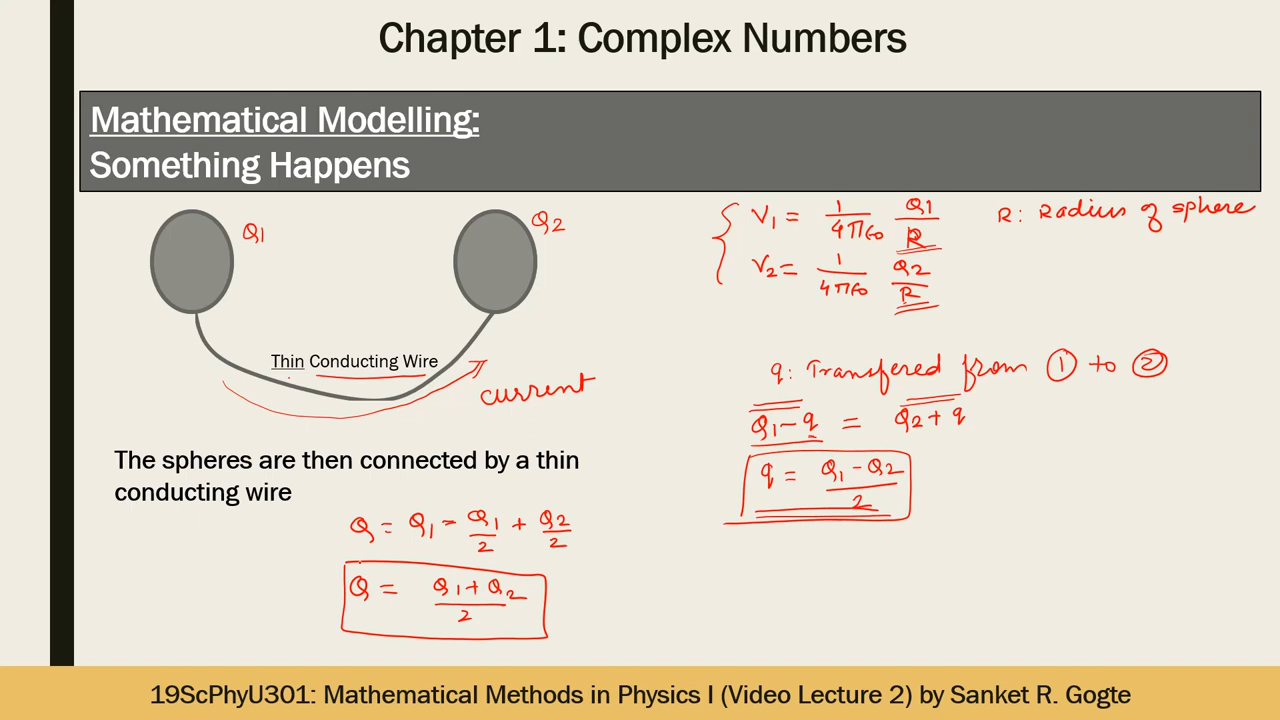 Chapter 1: Complex Numbers
Mathematical Modelling:
Something Happens
Q1
Q2
Thin Conducting Wire
current
The spheres are then connected by a thin
conducting wire
Q = Q1 - Q1/2 + Q2/2
Q = Q1 + Q2 / 2
V1 = 1/4πε0 Q1/R
R: Radius of sphere
V2 = 1/4πε0 Q2/R
q: Transfered from ① to ②
Q1 - q = Q2 + q
q = Q1 - Q2 / 2
19ScPhyU301: Mathematical Methods in Physics I (Video Lecture 2) by Sanket R. Gogte